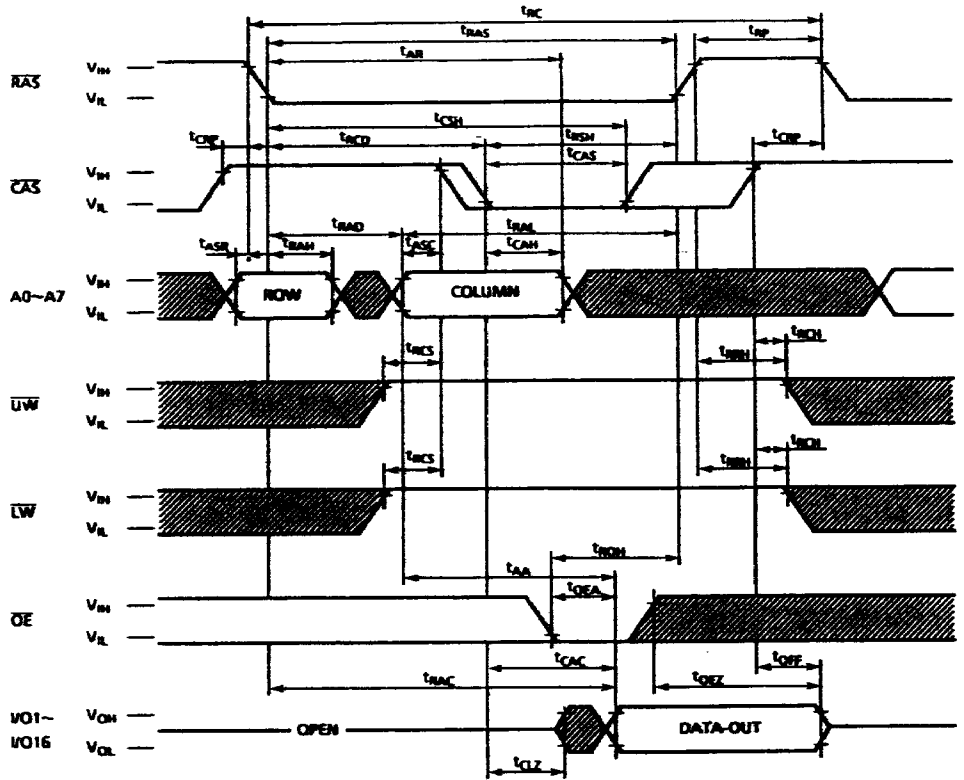 tRC
tRAS
tRP
tAR
RAS
VIH
VIL
tCSH
tCRP
tRCD
tRSH
tCRP
tCAS
CAS
VIH
VIL
tRAD
tRAL
tASR
tRAH
tASC
tCAH
A0~A7
VIH
VIL
ROW
COLUMN
tRCS
tRCH
tRRH
UW
VIH
VIL
tRCS
tRCH
tRRH
LW
VIH
VIL
tROH
tAA
tOEA
OE
VIH
VIL
tCAC
tOFF
tRAC
tOEZ
I/O1~
I/O16
VOH
VOL
OPEN
DATA-OUT
tCLZ